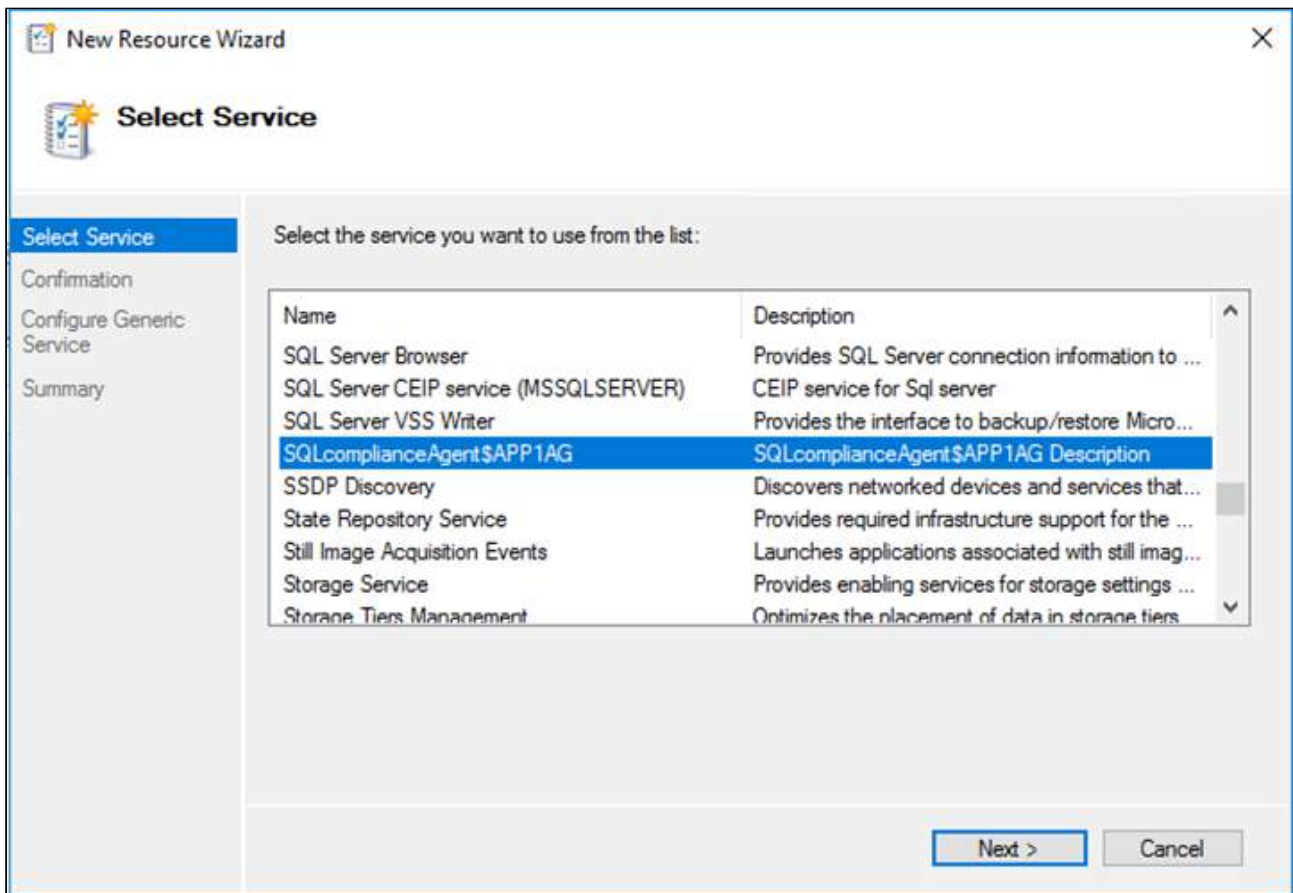 New Resource Wizard
Select Service
Select Service
Confirmation
Configure Generic
Service
Summary
Select the service you want to use from the list:
Name Description
SQL Server Browser Provides SQL Server connection information to ...
SQL Server CEIP service (MSSQLSERVER) CEIP service for Sql server
SQL Server VSS Writer Provides the interface to backup/restore Micro...
SQLcomplianceAgent$APP1AG SQLcomplianceAgent$APP1AG Description
SSDP Discovery Discovers networked devices and services that...
State Repository Service Provides required infrastructure support for the ...
Still Image Acquisition Events Launches applications associated with still imag...
Storage Service Provides enabling services for storage settings ...
Storage Tiers Management Optimizes the placement of data in storage tiers
Next >
Cancel